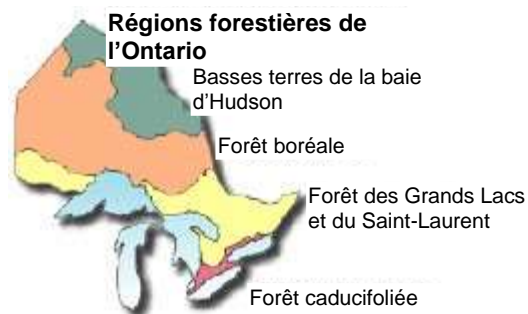 Régions forestières de
l'Ontario
Basses terres de la baie
d'Hudson
Forêt boréale
Forêt des Grands Lacs
et du Saint-Laurent
Forêt caducifoliée